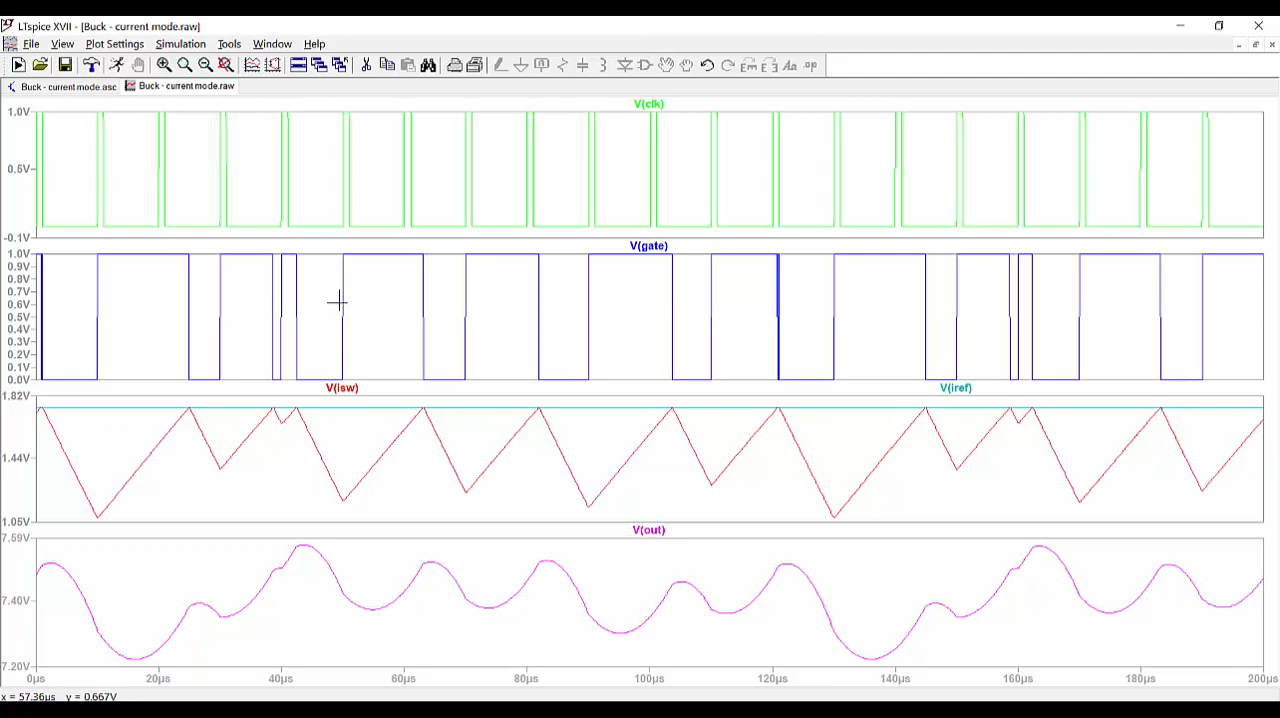 LTspice XVII - [Buck - current mode.raw]
File View Plot Settings Simulation Tools Window Help
Buck - current mode.asc Buck - current mode.raw
V(clk)
1.0V
0.5V
-0.1V
V(gate)
1.0V
0.9V
0.8V
0.7V
0.6V
0.5V
0.4V
0.3V
0.2V
0.1V
0.0V
V(isw) V(iref)
1.82V
1.44V
1.05V
V(out)
7.59V
7.40V
7.20V
0µs 20µs 40µs 60µs 80µs 100µs 120µs 140µs 160µs 180µs 200µs
x = 57.36µs y = 0.667V